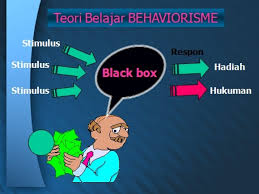 Teori Belajar BEHAVIORISME
Stimulus
Respon
Stimulus
Hadiah
Black box
Stimulus
Hukuman